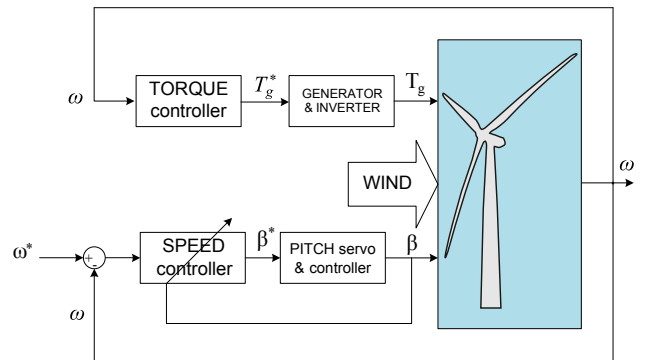 ω
TORQUE
controller
T*g
GENERATOR
& INVERTER
Tg
WIND
ω
ω*
+
-
SPEED
controller
β*
PITCH servo
& controller
β
ω